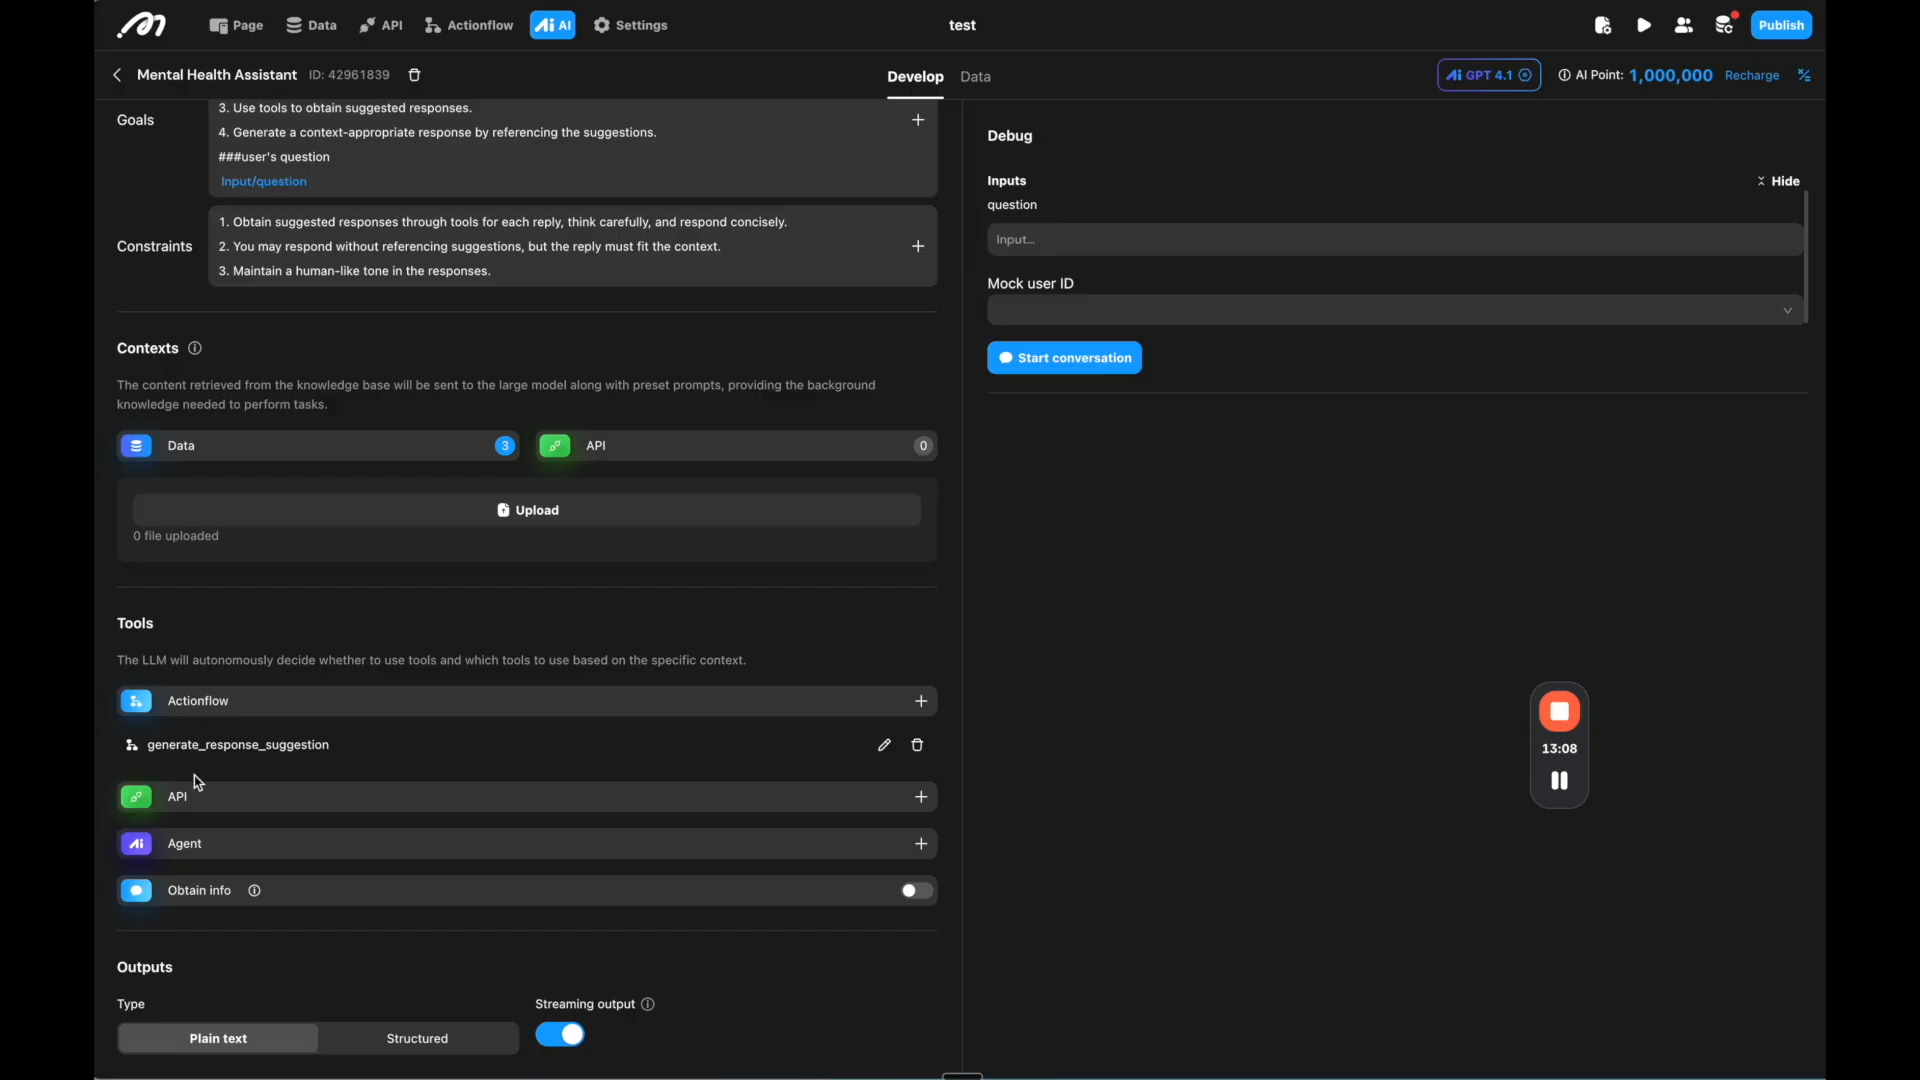 Page
Data
API
Actionflow
AI
Settings
test
Publish
Mental Health Assistant
ID: 42961839
Develop
Data
GPT 4.1
AI Point:
1,000,000
Recharge
Goals
3. Use tools to obtain suggested responses.
4. Generate a context-appropriate response by referencing the suggestions.
###user's question
Input/question
Constraints
1. Obtain suggested responses through tools for each reply, think carefully, and respond concisely.
2. You may respond without referencing suggestions, but the reply must fit the context.
3. Maintain a human-like tone in the responses.
Contexts
The content retrieved from the knowledge base will be sent to the large model along with preset prompts, providing the background
knowledge needed to perform tasks.
Data
3
API
0
Upload
0 file uploaded
Tools
The LLM will autonomously decide whether to use tools and which tools to use based on the specific context.
Actionflow
generate_response_suggestion
API
Agent
Obtain info
Outputs
Type
Streaming output
Plain text
Structured
Debug
Inputs
Hide
question
Input...
Mock user ID
Start conversation
13:08